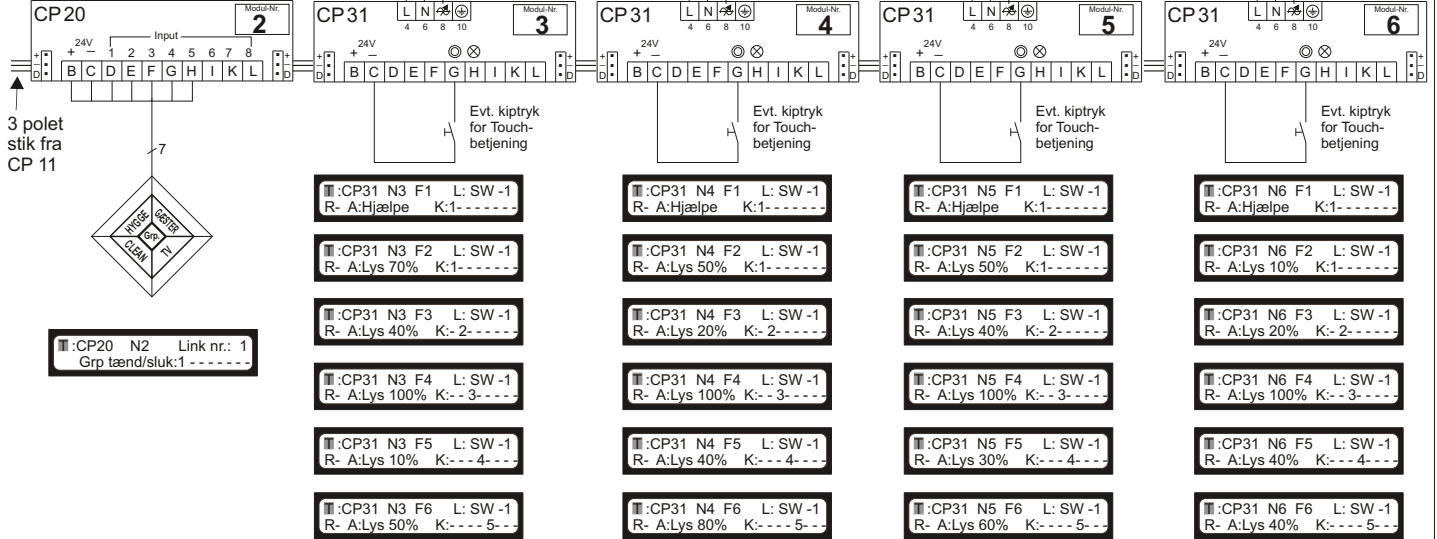 CP20
Modul-Nr.
2
24V
Input
+ – 1 2 3 4 5 6 7 8
B C D E F G H I K L
+
–
D
+
–
D
3 polet
stik fra
CP 11
7
HYGGE
GÆSTER
Grp.
CLEAN
TV
T :CP20 N2 Link nr.: 1
Grp tænd/sluk:1 - - - - - - -
CP31
L N
4 6 8 10
Modul-Nr.
3
24V
+ –
B C D E F G H I K L
+
–
D
+
–
D
Evt. kiptryk
for Touch-
betjening
T :CP31 N3 F1 L: SW -1
R- A:Hjælpe K:1- - - - - - -
T :CP31 N3 F2 L: SW -1
R- A:Lys 70% K:1- - - - - - -
T :CP31 N3 F3 L: SW -1
R- A:Lys 40% K:- 2- - - - - -
T :CP31 N3 F4 L: SW -1
R- A:Lys 100% K:- - 3- - - - -
T :CP31 N3 F5 L: SW -1
R- A:Lys 10% K:- - - 4- - - -
T :CP31 N3 F6 L: SW -1
R- A:Lys 50% K:- - - - 5- - -
CP31
L N
4 6 8 10
Modul-Nr.
4
24V
+ –
B C D E F G H I K L
+
–
D
+
–
D
Evt. kiptryk
for Touch-
betjening
T :CP31 N4 F1 L: SW -1
R- A:Hjælpe K:1- - - - - - -
T :CP31 N4 F2 L: SW -1
R- A:Lys 50% K:1- - - - - - -
T :CP31 N4 F3 L: SW -1
R- A:Lys 20% K:- 2- - - - - -
T :CP31 N4 F4 L: SW -1
R- A:Lys 100% K:- - 3- - - - -
T :CP31 N4 F5 L: SW -1
R- A:Lys 40% K:- - - 4- - - -
T :CP31 N4 F6 L: SW -1
R- A:Lys 80% K:- - - - 5- - -
CP31
L N
4 6 8 10
Modul-Nr.
5
24V
+ –
B C D E F G H I K L
+
–
D
+
–
D
Evt. kiptryk
for Touch-
betjening
T :CP31 N5 F1 L: SW -1
R- A:Hjælpe K:1- - - - - - -
T :CP31 N5 F2 L: SW -1
R- A:Lys 50% K:1- - - - - - -
T :CP31 N5 F3 L: SW -1
R- A:Lys 40% K:- 2- - - - - -
T :CP31 N5 F4 L: SW -1
R- A:Lys 100% K:- - 3- - - - -
T :CP31 N5 F5 L: SW -1
R- A:Lys 30% K:- - - 4- - - -
T :CP31 N5 F6 L: SW -1
R- A:Lys 60% K:- - - - 5- - -
CP31
L N
4 6 8 10
Modul-Nr.
6
24V
+ –
B C D E F G H I K L
+
–
D
+
–
D
Evt. kiptryk
for Touch-
betjening
T :CP31 N6 F1 L: SW -1
R- A:Hjælpe K:1- - - - - - -
T :CP31 N6 F2 L: SW -1
R- A:Lys 10% K:1- - - - - - -
T :CP31 N6 F3 L: SW -1
R- A:Lys 20% K:- 2- - - - - -
T :CP31 N6 F4 L: SW -1
R- A:Lys 100% K:- - 3- - - - -
T :CP31 N6 F5 L: SW -1
R- A:Lys 40% K:- - - 4- - - -
T :CP31 N6 F6 L: SW -1
R- A:Lys 40% K:- - - - 5- - -